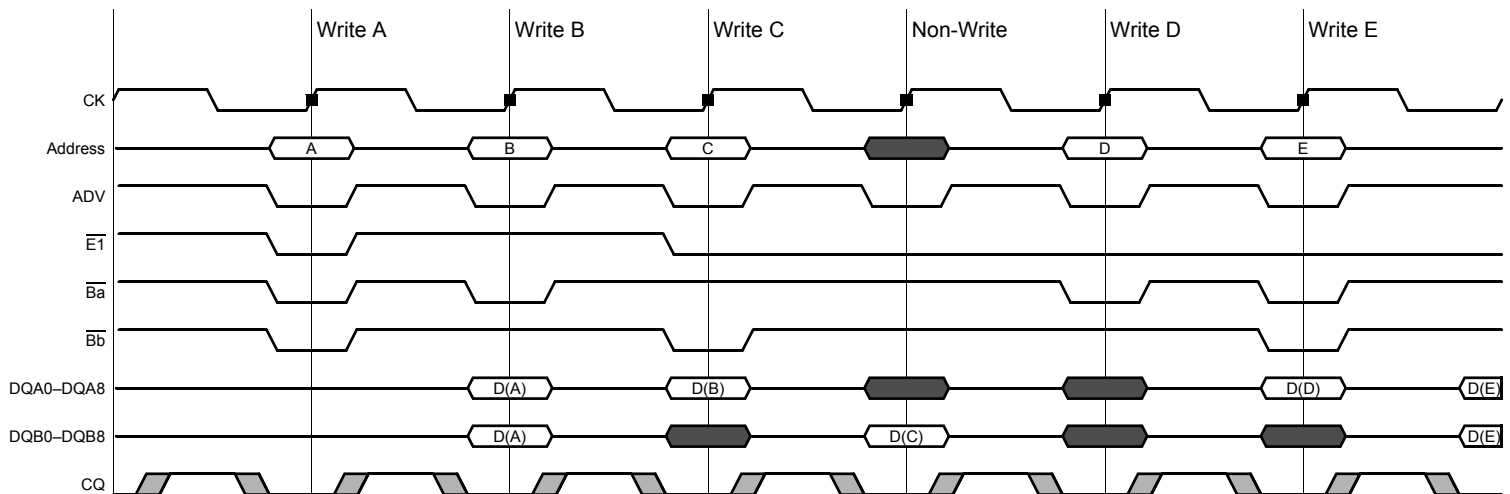 Write A Write B Write C Non-Write Write D Write E
CK
Address A B C D E
ADV
E1
Ba
Bb
DQA0–DQA8 D(A) D(B) D(D) D(E)
DQB0–DQB8 D(A) D(C) D(E)
CQ